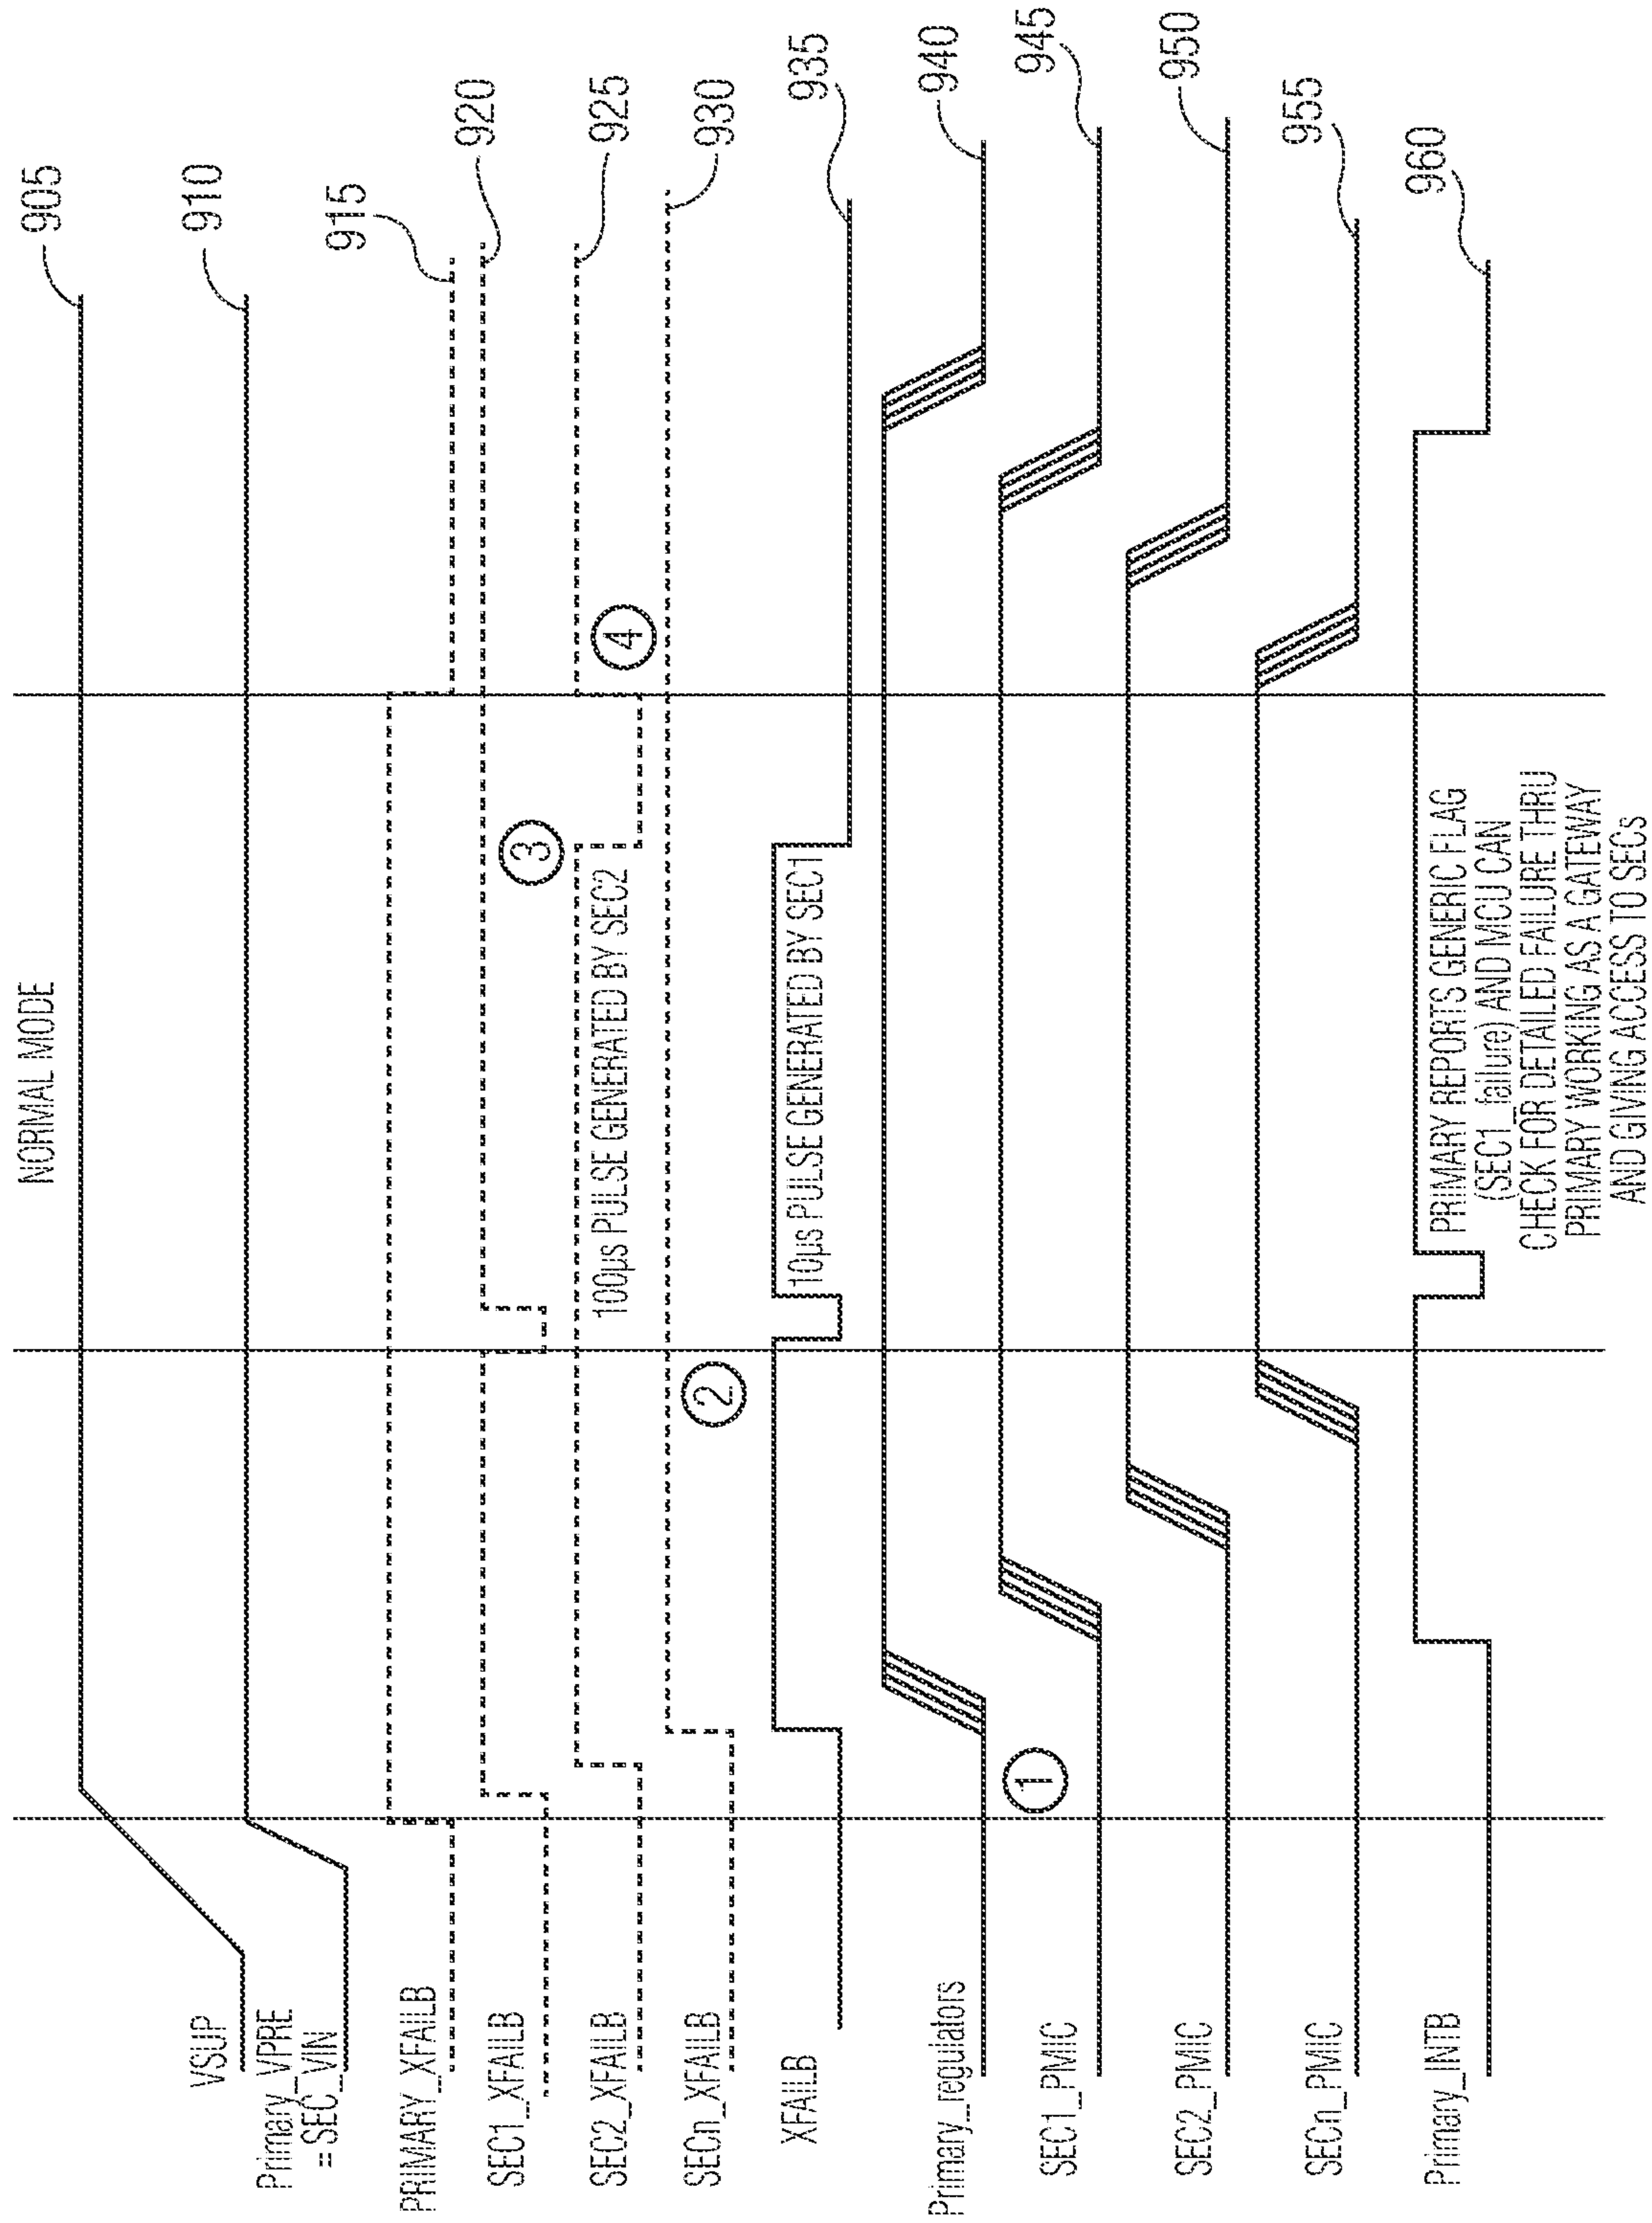 NORMAL MODE
VSUP
905
Primary_VPRE
=SEC_VIN
910
PRIMARY_XFAILB
915
SEC1_XFAILB
920
3
SEC2_XFAILB
925
100µs PULSE GENERATED BY SEC2
4
SECn_XFAILB
930
2
XFAILB
10µs PULSE GENERATED BY SEC1
935
Primary_regulators
940
1
SEC1_PMIC
945
SEC2_PMIC
950
SECn_PMIC
955
Primary_INTB
960
PRIMARY REPORTS GENERIC FLAG
(SEC1_failure) AND MCU CAN
CHECK FOR DETAILED FAILURE THRU
PRIMARY WORKING AS A GATEWAY
AND GIVING ACCESS TO SECs